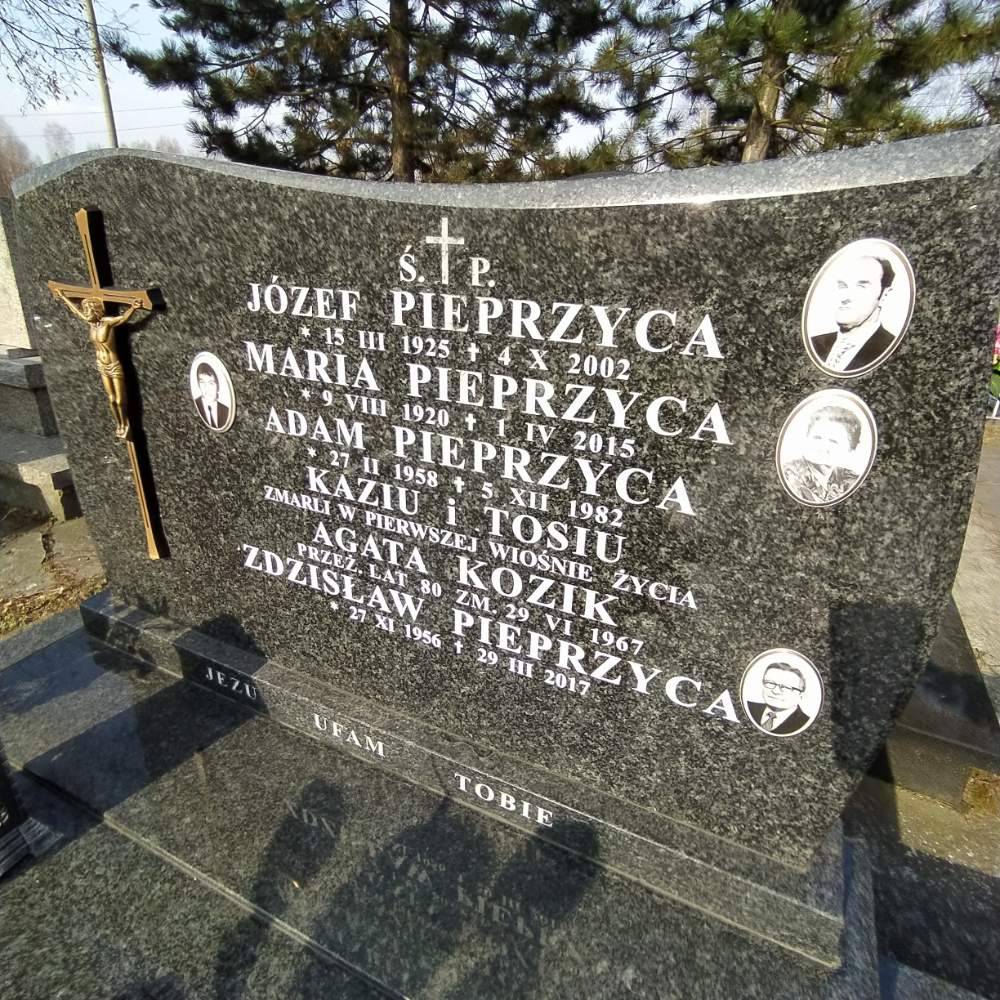 Ś. P.
JÓZEF PIEPRZYCA
* 15 III 1925 † 4 X 2002
MARIA PIEPRZYCA
* 9 VIII 1920 † 1 IV 2015
ADAM PIEPRZYCA
* 27 II 1958 † 5 XII 1982
KAZIU i TOSIU
ZMARLI W PIERWSZEJ WIOŚNIE ŻYCIA
AGATA KOZIK
PRZEŻ. LAT 80 ZM. 29 VI 1967
ZDZISŁAW PIEPRZYCA
* 27 XI 1956 † 29 III 2017
JEZU UFAM TOBIE